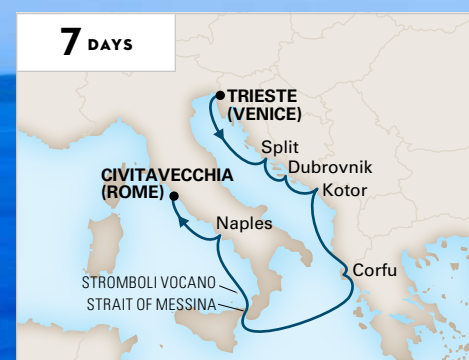 7 DAYS
TRIESTE
(VENICE)
Split
Dubrovnik
Kotor
CIVITAVECCHIA
(ROME)
Naples
Corfu
STROMBOLI VOCANO
STRAIT OF MESSINA